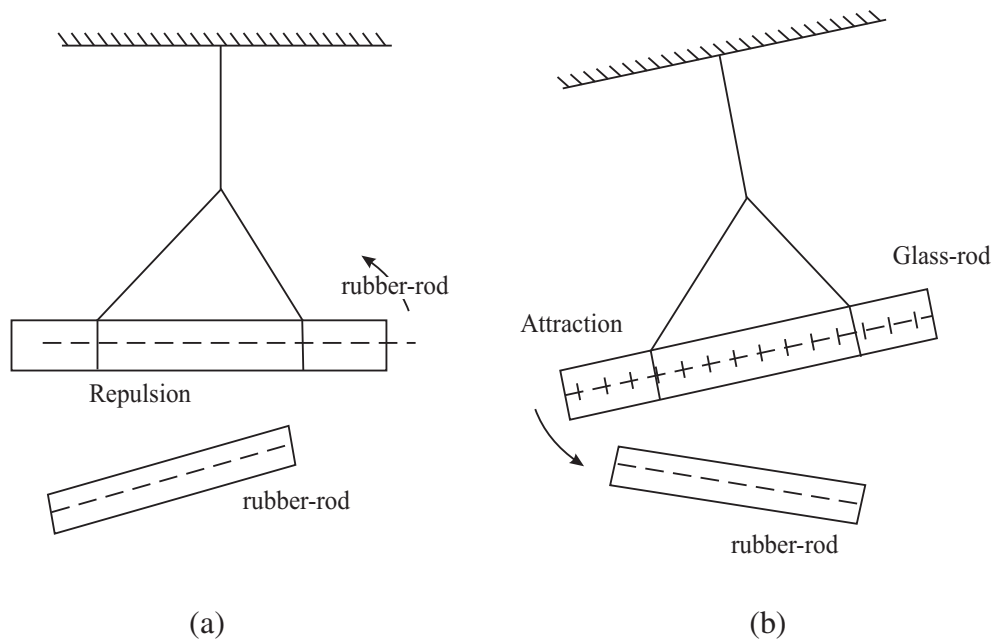 rubber-rod
Repulsion
rubber-rod
(a)
Glass-rod
Attraction
rubber-rod
(b)